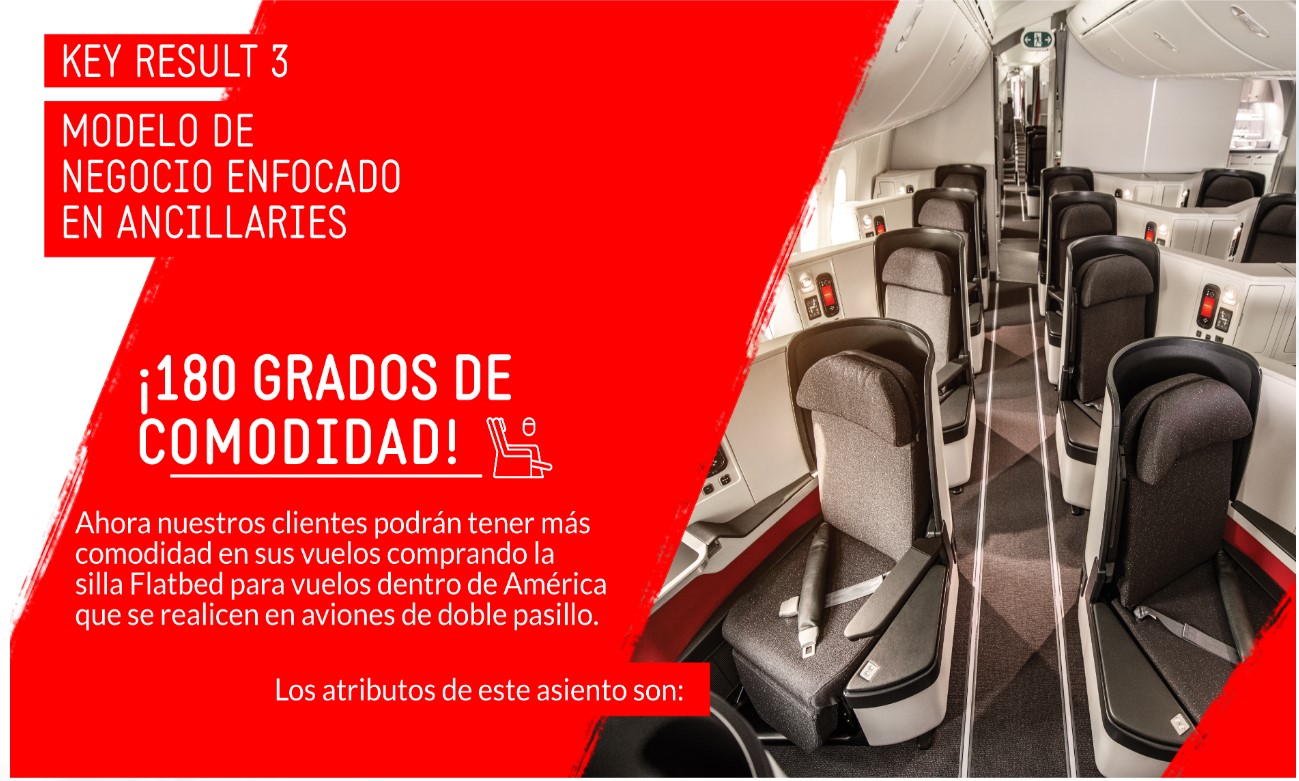 KEY RESULT 3
MODELO DE
NEGOCIO ENFOCADO
EN ANCILLARIES
¡180 GRADOS DE
COMODIDAD!
Ahora nuestros clientes podrán tener más
comodidad en sus vuelos comprando la
silla Flatbed para vuelos dentro de América
que se realicen en aviones de doble pasillo.
Los atributos de este asiento son: